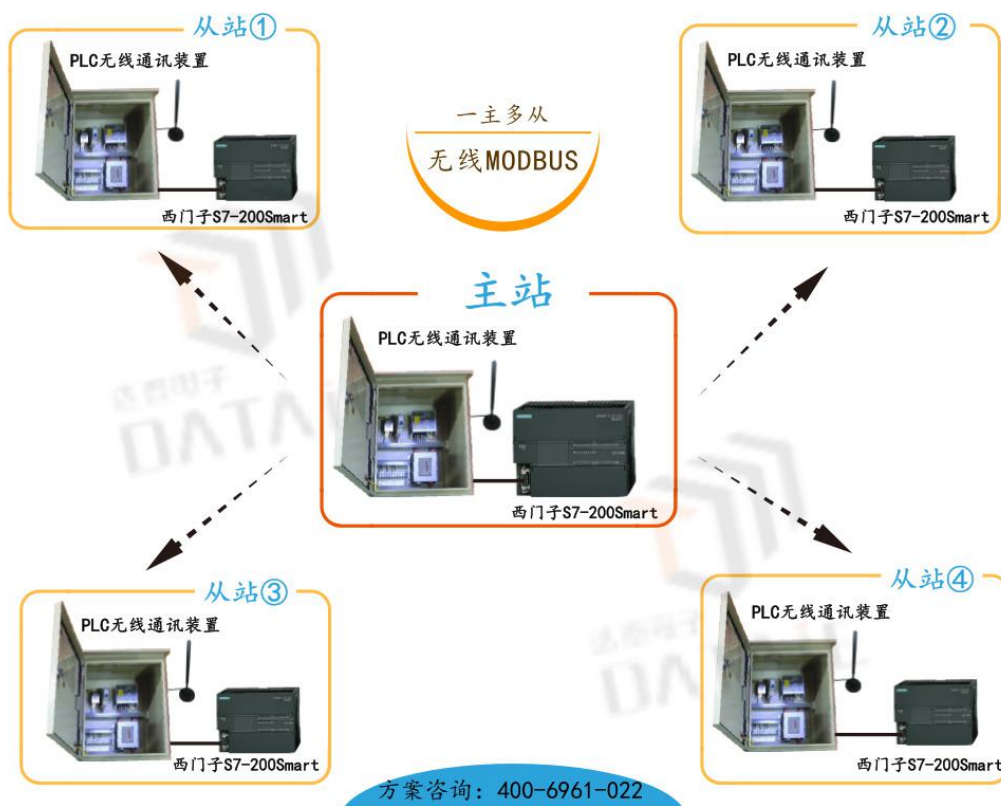 从站①
PLC无线通讯装置
西门子S7-200Smart
从站②
PLC无线通讯装置
西门子S7-200Smart
一主多从
无线MODBUS
主站
PLC无线通讯装置
西门子S7-200Smart
从站③
PLC无线通讯装置
西门子S7-200Smart
从站④
PLC无线通讯装置
西门子S7-200Smart
方案咨询：400-6961-022